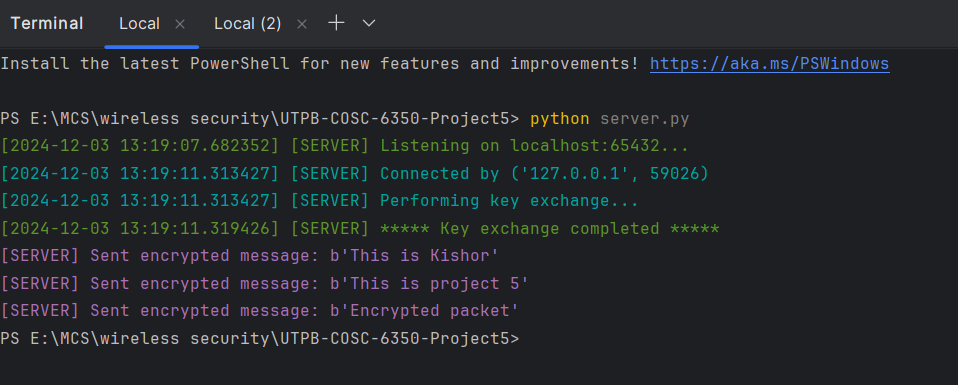 Terminal Local × Local (2) ×
Install the latest PowerShell for new features and improvements! https://aka.ms/PSWindows
PS E:\MCS\wireless security\UTPB-COSC-6350-Project5> python server.py
[2024-12-03 13:19:07.682352] [SERVER] Listening on localhost:65432...
[2024-12-03 13:19:11.313427] [SERVER] Connected by ('127.0.0.1', 59026)
[2024-12-03 13:19:11.313427] [SERVER] Performing key exchange...
[2024-12-03 13:19:11.319426] [SERVER] ***** Key exchange completed *****
[SERVER] Sent encrypted message: b'This is Kishor'
[SERVER] Sent encrypted message: b'This is project 5'
[SERVER] Sent encrypted message: b'Encrypted packet'
PS E:\MCS\wireless security\UTPB-COSC-6350-Project5>